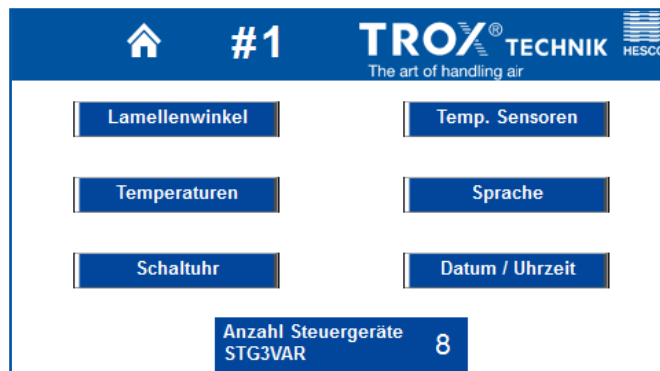 #1
TROX® TECHNIK
The art of handling air
HESCO
Lamellenwinkel
Temp. Sensoren
Temperaturen
Sprache
Schaltuhr
Datum / Uhrzeit
Anzahl Steuergeräte
STG3VAR
8